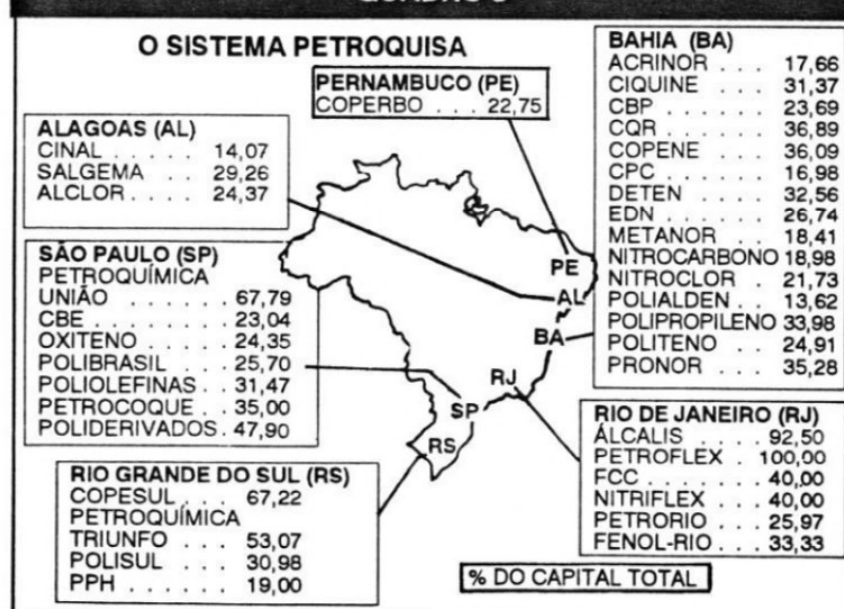 O SISTEMA PETROQUISA
PERNAMBUCO (PE)
COPERBO . . . 22,75
ALAGOAS (AL)
CINAL . . . . . 14,07
SALGEMA . . . 29,26
ALCLOR . . . . 24,37
SÃO PAULO (SP)
PETROQUÍMICA
UNIÃO . . . . . . 67,79
CBE . . . . . . . 23,04
OXITENO . . . . 24,35
POLIBRASIL . . . 25,70
POLIOLEFINAS . . 31,47
PETROCOQUE . . 35,00
POLIDERIVADOS . 47,90
RIO GRANDE DO SUL (RS)
COPESUL . . . 67,22
PETROQUÍMICA
TRIUNFO . . . 53,07
POLISUL . . . 30,98
PPH . . . . . . 19,00
BAHIA (BA)
ACRINOR . . . 17,66
CIQUINE . . . 31,37
CBP . . . . . . 23,69
CQR . . . . . . 36,89
COPENE . . . 36,09
CPC . . . . . . 16,98
DETEN . . . . 32,56
EDN . . . . . . 26,74
METANOR . . 18,41
NITROCARBONO 18,98
NITROCLOR . . 21,73
POLIALDEN . . 13,62
POLIPROPILENO 33,98
POLITENO . . . 24,91
PRONOR . . . 35,28
RIO DE JANEIRO (RJ)
ÁLCALIS . . . . 92,50
PETROFLEX . 100,00
FCC . . . . . . . 40,00
NITRIFLEX . . . 40,00
PETRORIO . . . 25,97
FENOL-RIO . . . 33,33
PE
AL
BA
RJ
SP
RS
% DO CAPITAL TOTAL